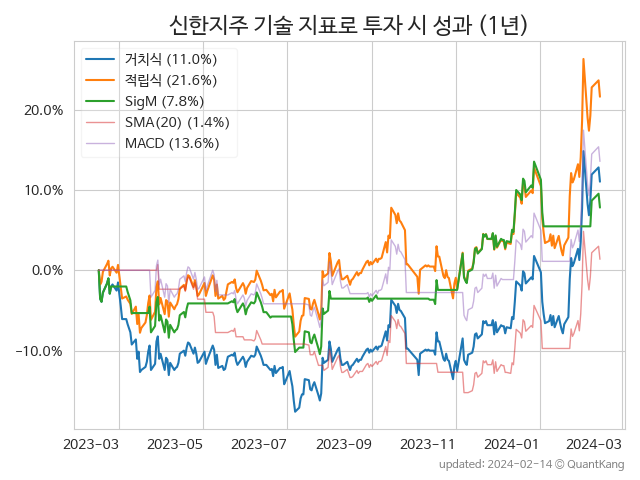 신한지주 기술 지표로 투자 시 성과 (1년)
거치식 (11.0%)
적립식 (21.6%)
SigM (7.8%)
SMA(20) (1.4%)
MACD (13.6%)
20.0%
10.0%
0.0%
−10.0%
2023-03 2023-05 2023-07 2023-09 2023-11 2024-01 2024-03
updated: 2024-02-14 © QuantKang